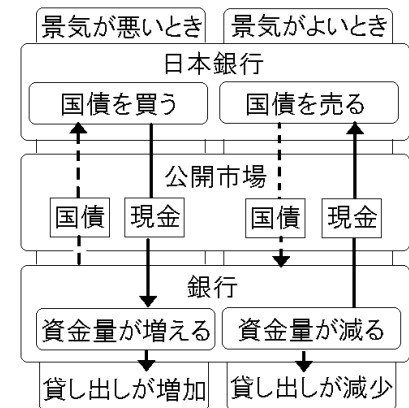 景気が悪いとき 景気がよいとき
日本銀行
国債を買う 国債を売る
公開市場
国債 現金 国債 現金
銀行
資金量が増える 資金量が減る
貸し出しが増加 貸し出しが減少